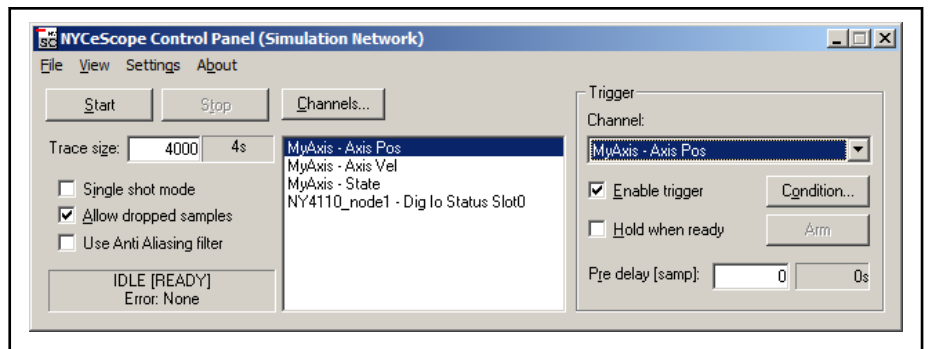 NYCeScope Control Panel (Simulation Network)
File View Settings About
Start Stop Channels...
Trace size: 4000 4s
Single shot mode
Allow dropped samples
Use Anti Aliasing filter
IDLE [READY]
Error: None
MyAxis - Axis Pos
MyAxis - Axis Vel
MyAxis - State
NY4110_node1 - Dig Io Status Slot0
Trigger
Channel:
MyAxis - Axis Pos
Enable trigger Condition...
Hold when ready Arm
Pre delay [samp]: 0 0s